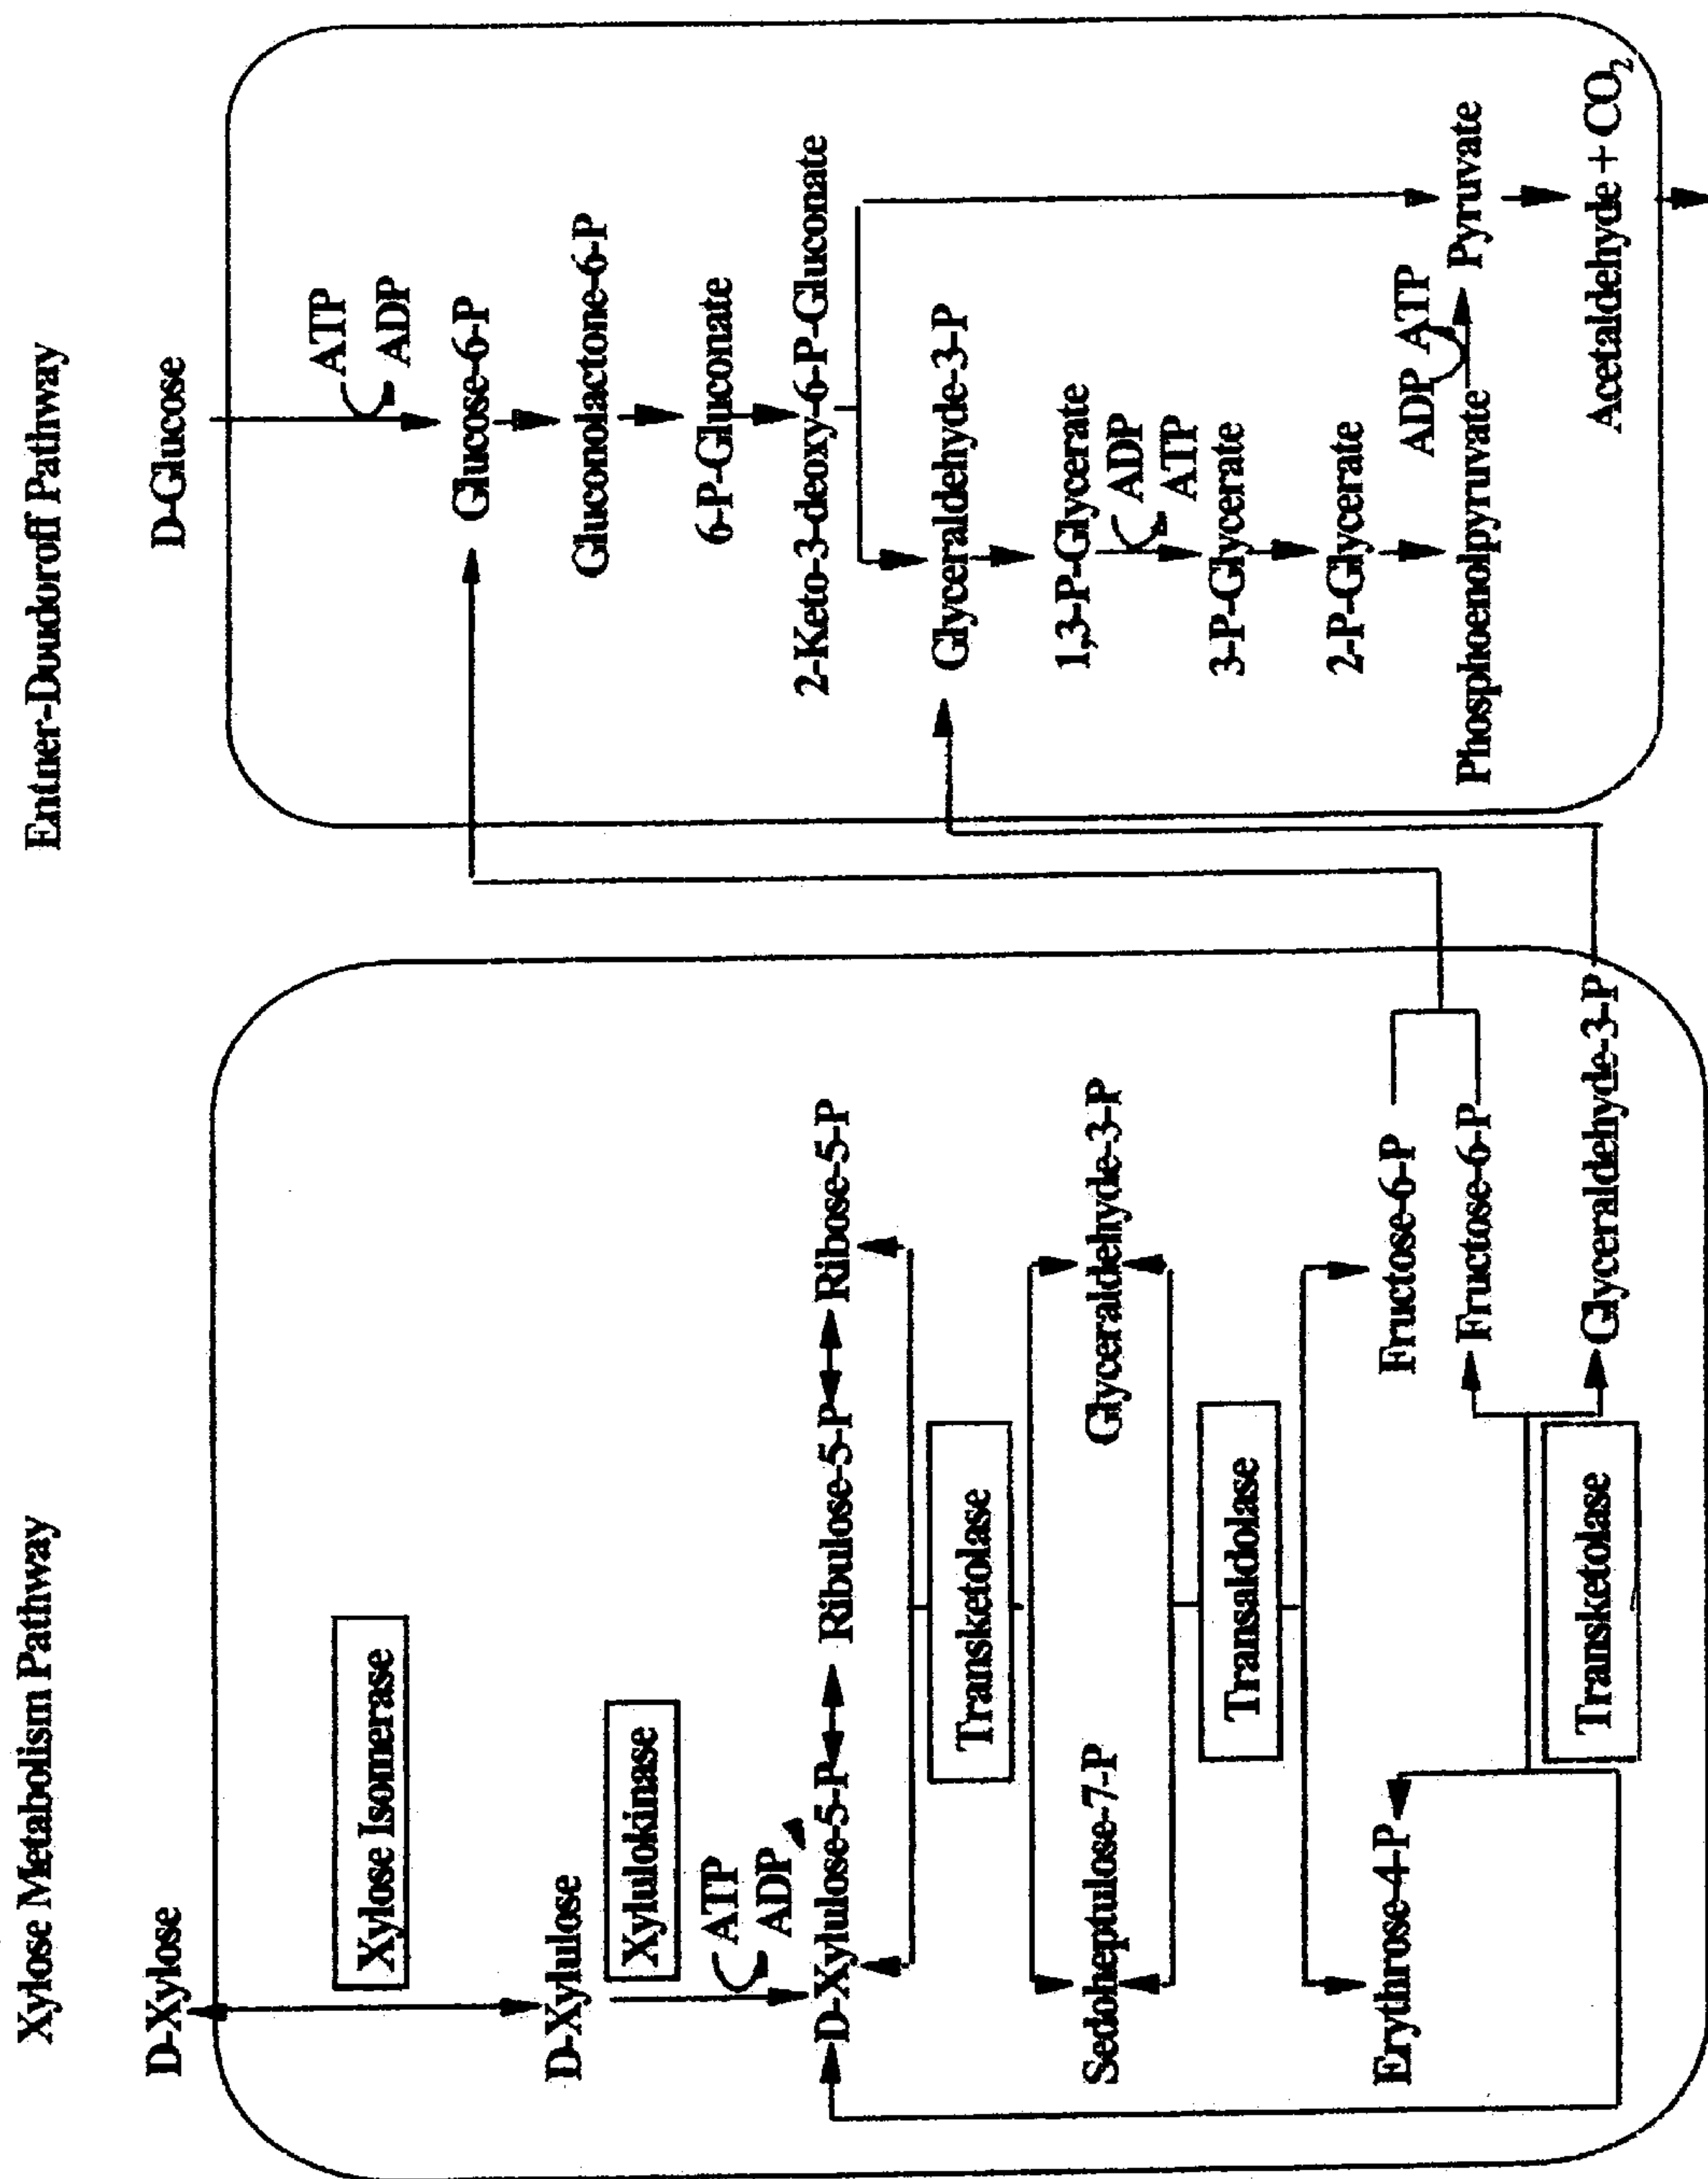 Xylose Metabolism Pathway
D-Xylose
Xylose Isomerase
D-Xylulose
Xylulokinase
ATP
ADP
D-Xylulose-5-P
Ribulose-5-P
Ribose-5-P
Transketolase
Sedoheptulose-7-P
Glyceraldehyde-3-P
Transaldolase
Erythrose-4-P
Fructose-6-P
Fructose-6-P
Transketolase
Glyceraldehyde-3-P
Entner-Doudoroff Pathway
D-Glucose
ATP
ADP
Glucose-6-P
Gluconolactone-6-P
6-P-Gluconate
2-Keto-3-deoxy-6-P-Gluconate
Glyceraldehyde-3-P
1,3-P-Glycerate
ADP
ATP
3-P-Glycerate
2-P-Glycerate
ADP ATP
Phosphoenolpyruvate
Pyruvate
Acetaldehyde + CO₂